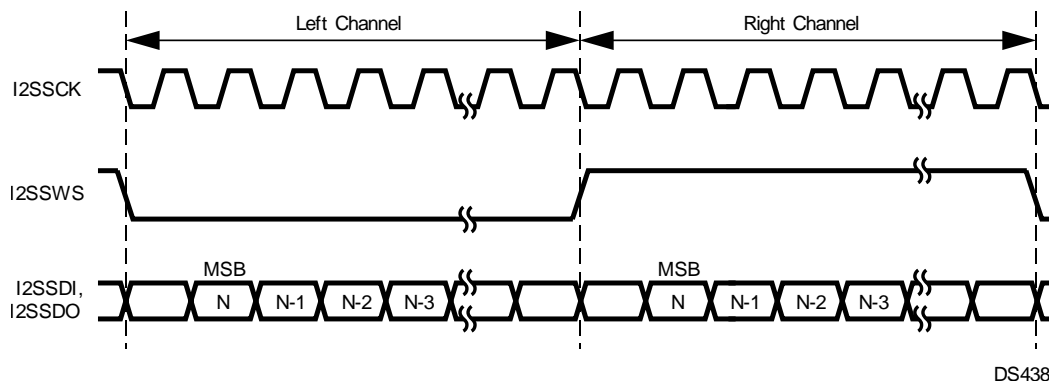 Left Channel Right Channel
I2SSCK
I2SSWS
MSB MSB
I2SSDI,
I2SSDO
N N-1 N-2 N-3 N N-1 N-2 N-3
DS438